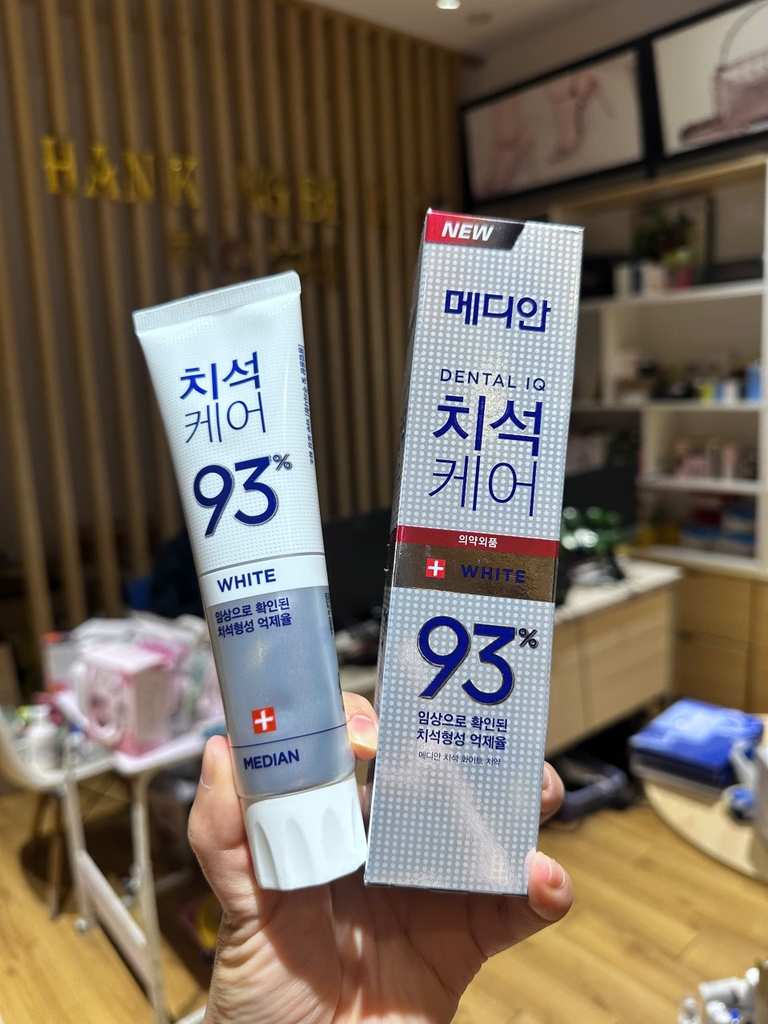 HANK
치석
케어
93%
WHITE
임상으로 확인된
치석형성 억제율
MEDIAN
NEW
메디안
DENTAL IQ
치석
케어
의약외품
WHITE
93%
임상으로 확인된
치석형성 억제율
메디안 치석 화이트 치약